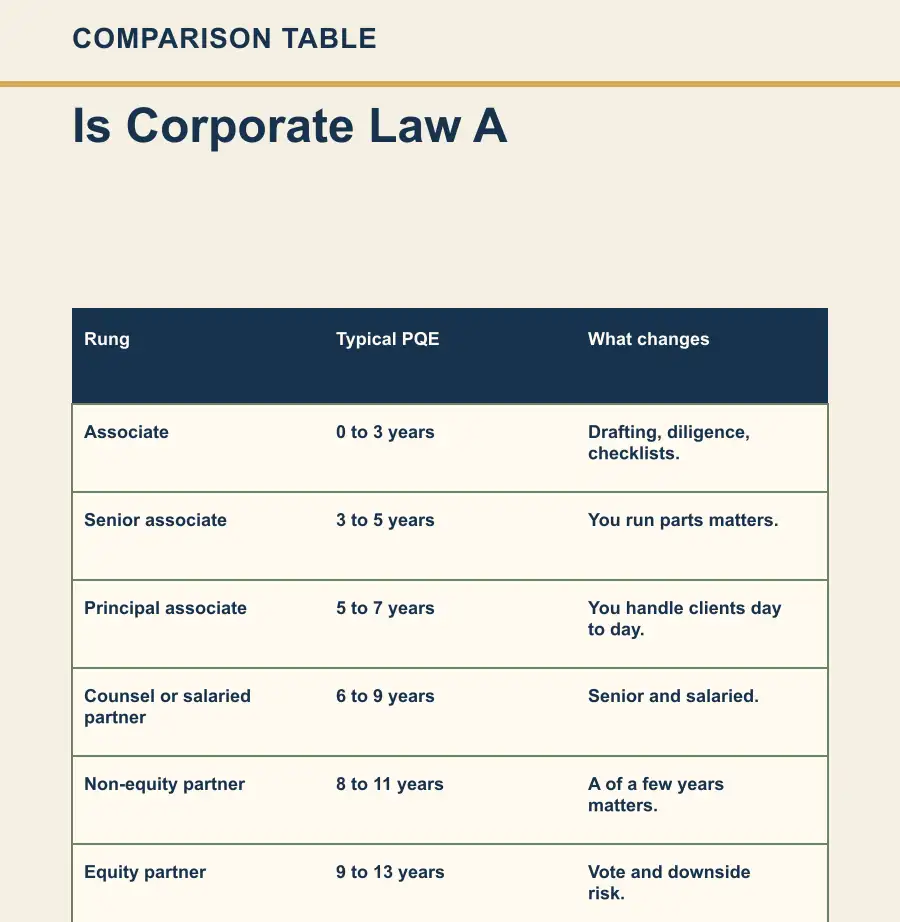 COMPARISON TABLE
Is Corporate Law A
Rung Typical PQE What changes
Associate 0 to 3 years Drafting, diligence,
checklists.
Senior associate 3 to 5 years You run parts matters.
Principal associate 5 to 7 years You handle clients day
to day.
Counsel or salaried 6 to 9 years Senior and salaried.
partner
Non-equity partner 8 to 11 years A of a few years
matters.
Equity partner 9 to 13 years Vote and downside
risk.